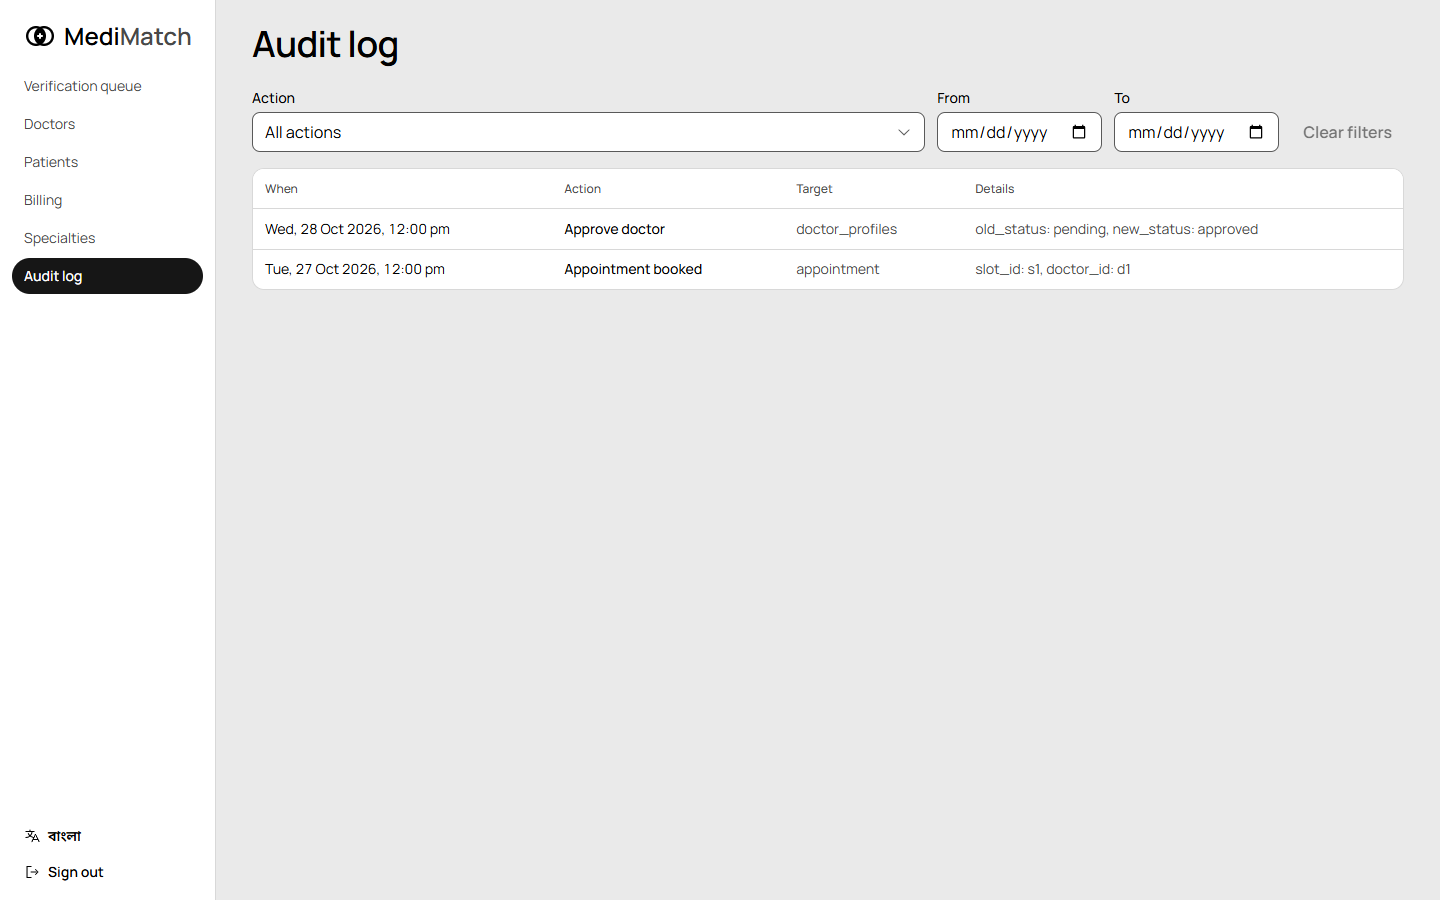 MediMatch
Verification queue
Doctors
Patients
Billing
Specialties
Audit log
বাংলা
Sign out
Audit log
Action From To
All actions mm/dd/yyyy mm/dd/yyyy Clear filters
When Action Target Details
Wed, 28 Oct 2026, 12:00 pm Approve doctor doctor_profiles old_status: pending, new_status: approved
Tue, 27 Oct 2026, 12:00 pm Appointment booked appointment slot_id: s1, doctor_id: d1